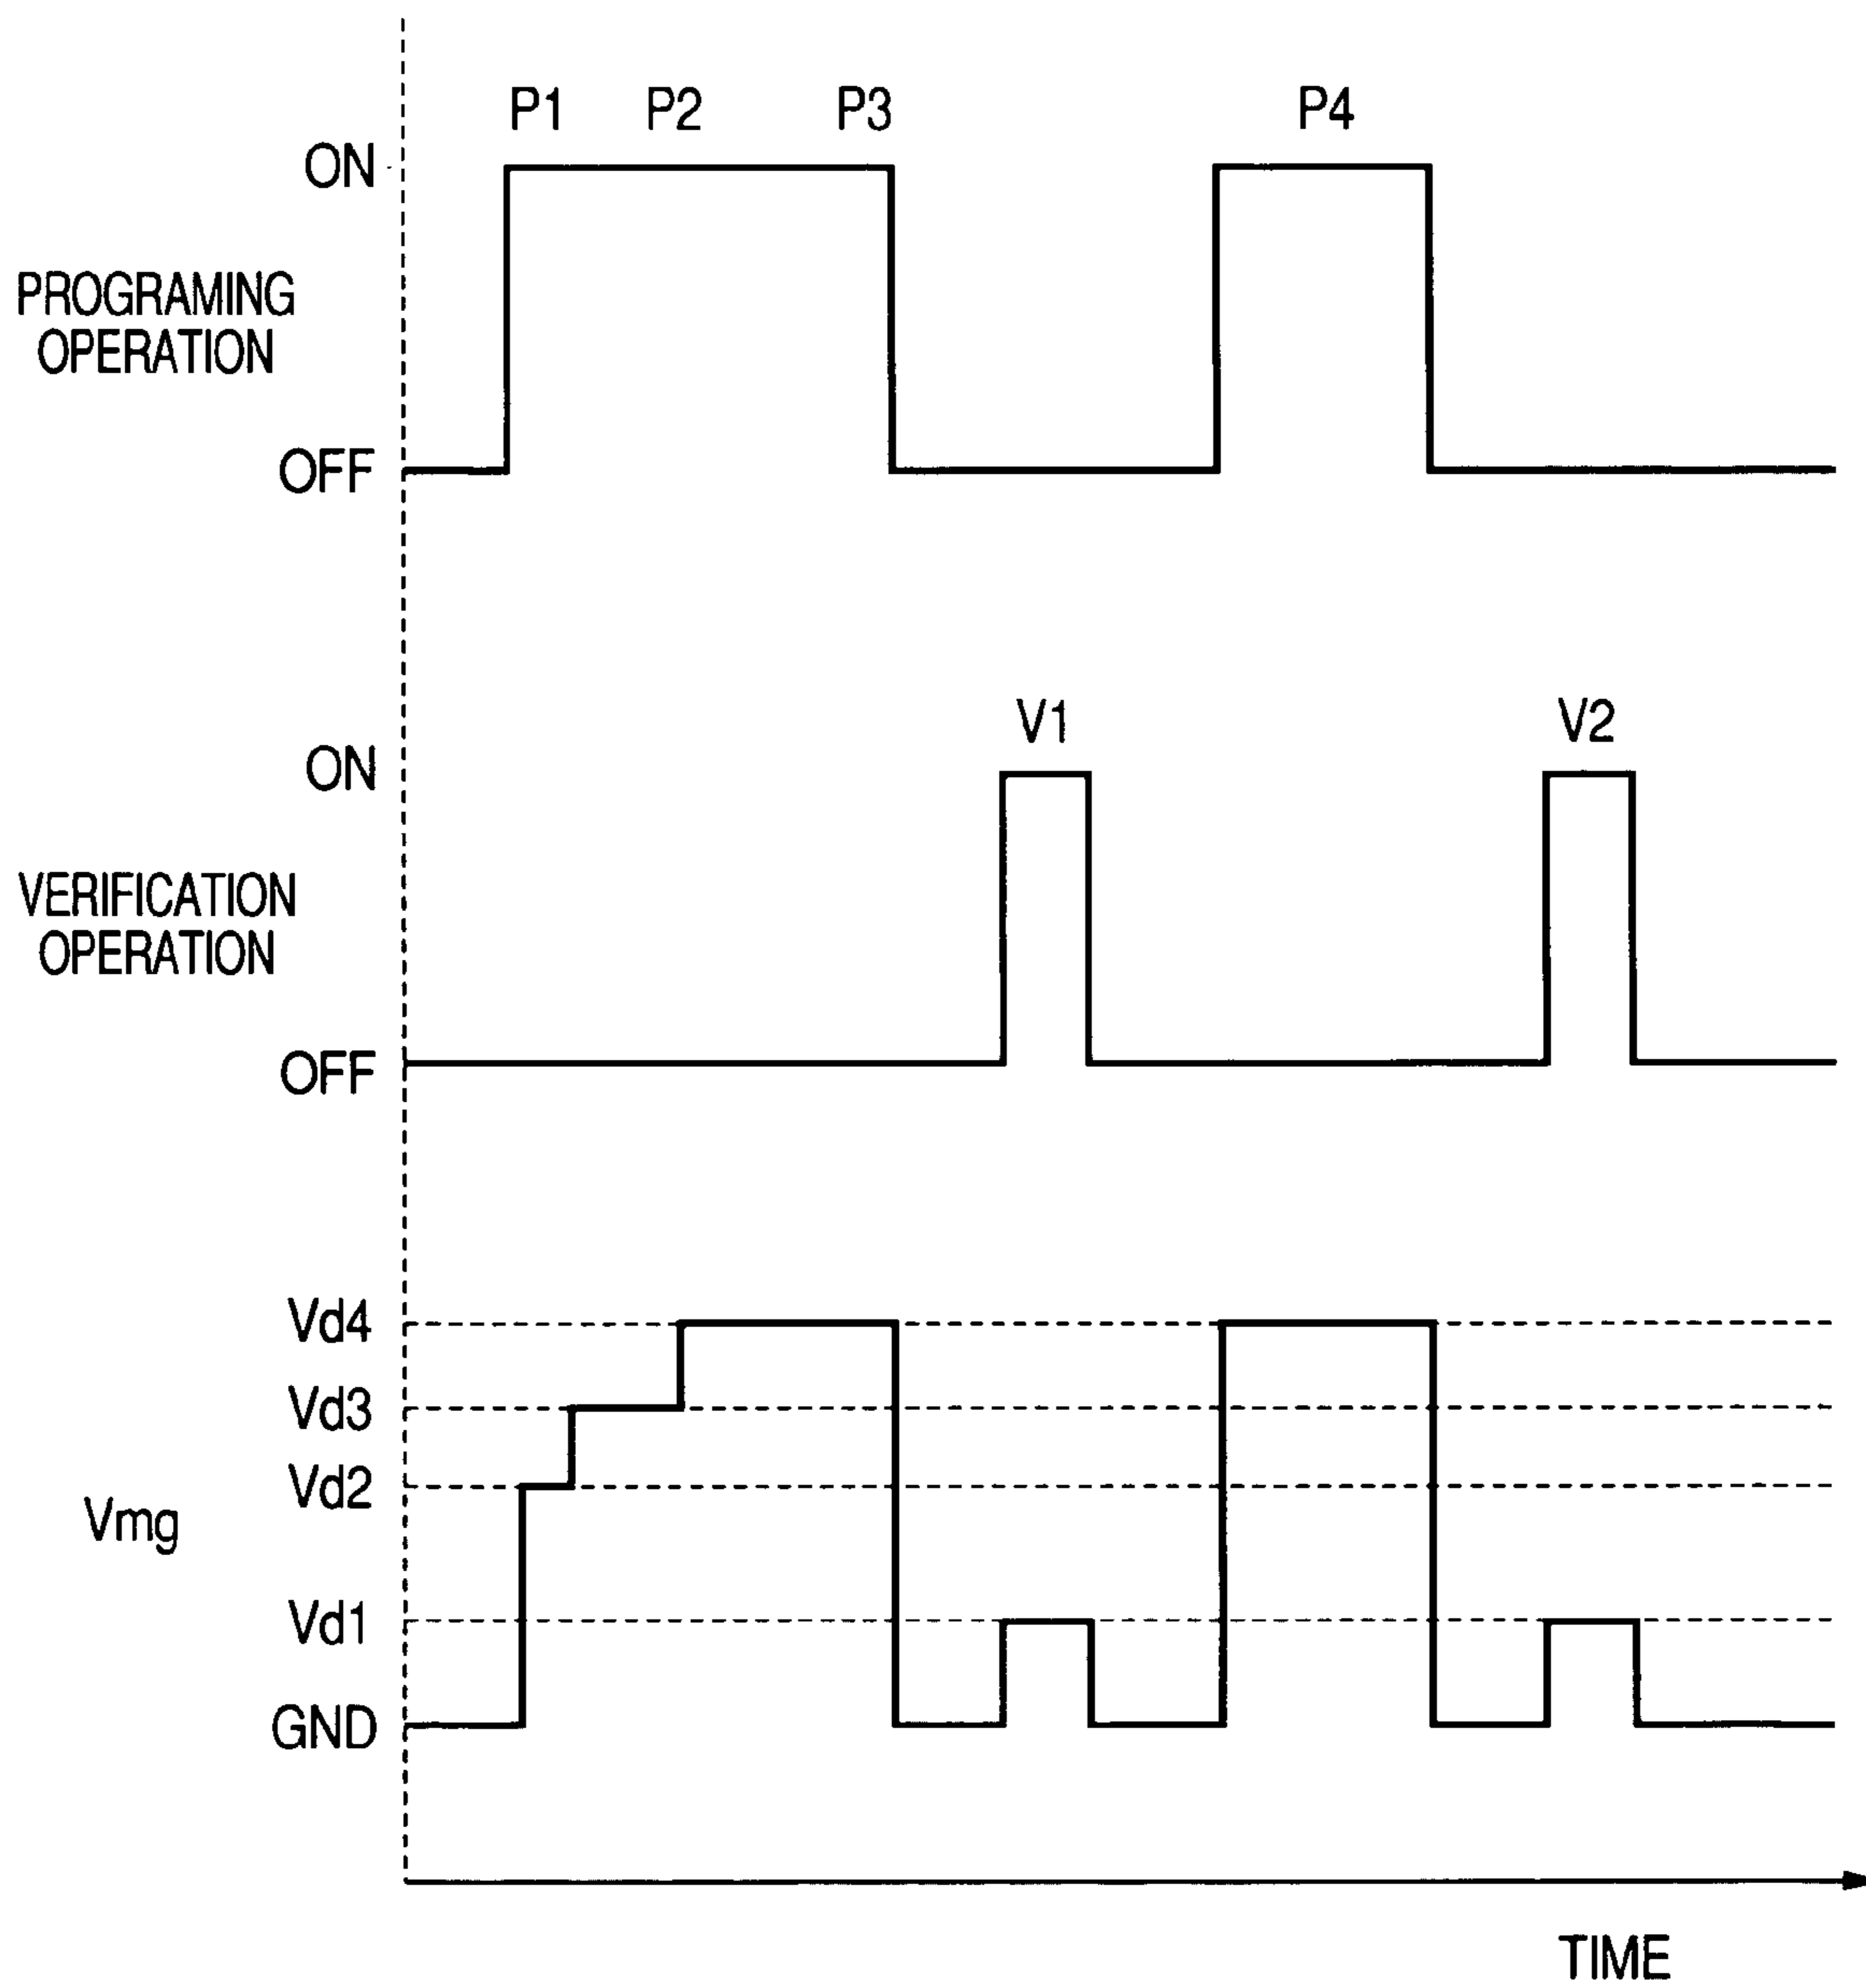 P1 P2 P3 P4
ON
PROGRAMING
OPERATION
OFF
V1 V2
ON
VERIFICATION
OPERATION
OFF
Vd4
Vd3
Vd2
Vmg
Vd1
GND
TIME